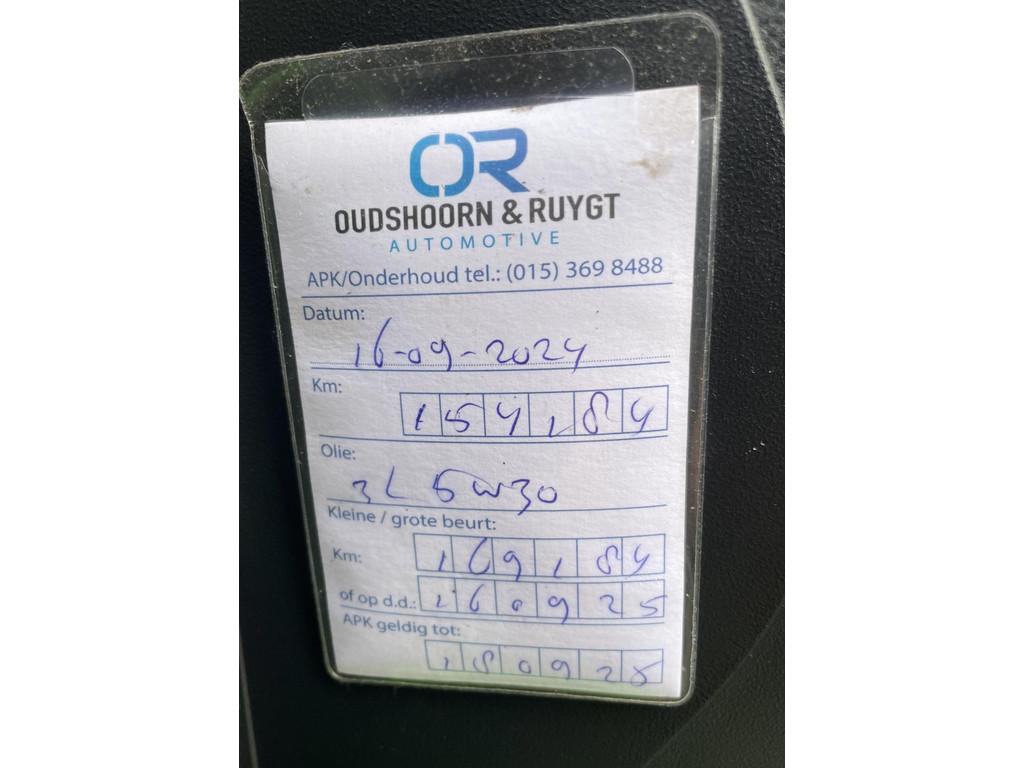 OR
OUDSHOORN & RUYGT
AUTOMOTIVE
APK/Onderhoud tel.: (015) 369 8488
Datum:
16-09-2024
Km:
154184
Olie:
3L 5W30
Kleine / grote beurt:
Km: 169184
of op d.d.: 160925
APK geldig tot:
180925